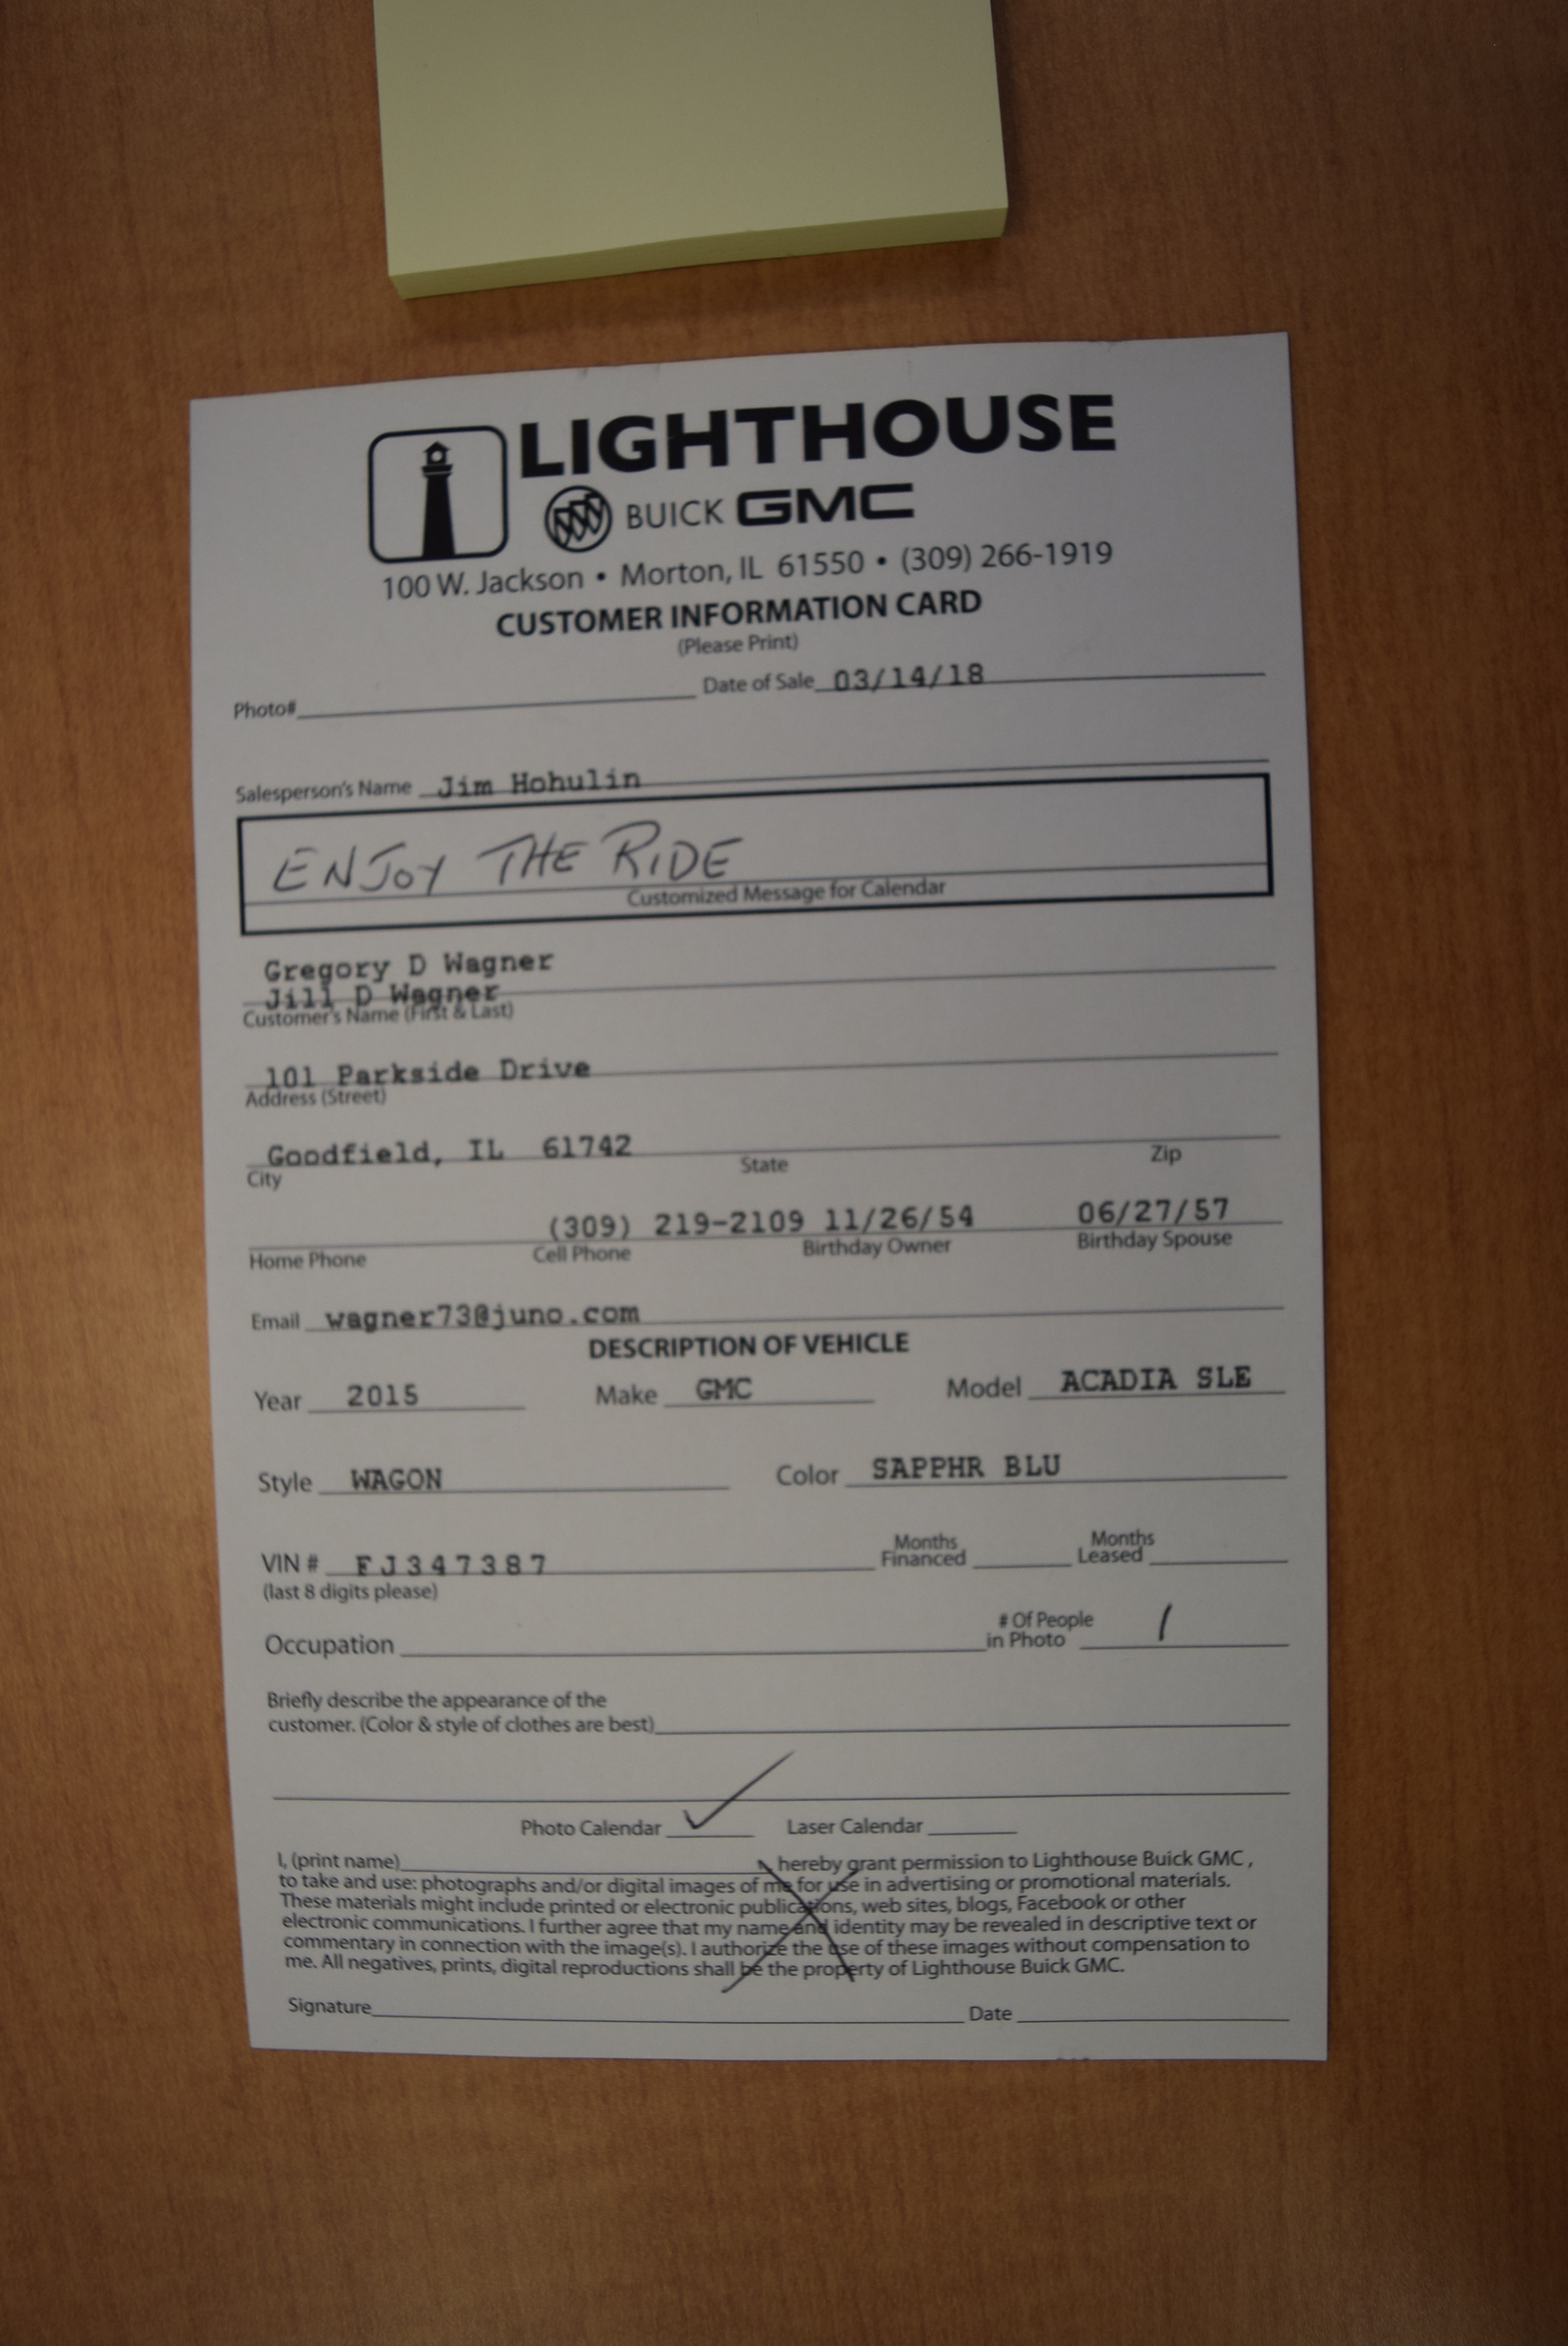 LIGHTHOUSE
BUICK GMC
100 W. Jackson • Morton, IL 61550 • (309) 266-1919
CUSTOMER INFORMATION CARD
(Please Print)
Photo# Date of Sale 03/14/18
Salesperson's Name Jim Hohulin
ENJOY THE RIDE
Customized Message for Calendar
Gregory D Wagner
Jill D Wagner
Customer's Name (First & Last)
101 Parkside Drive
Address (Street)
Goodfield, IL 61742
City State Zip
(309) 219-2109 11/26/54 06/27/57
Home Phone Cell Phone Birthday Owner Birthday Spouse
Email wagner73@juno.com
DESCRIPTION OF VEHICLE
Year 2015 Make GMC Model ACADIA SLE
Style WAGON Color SAPPHR BLU
Months Months
VIN # FJ347387 Financed Leased
(last 8 digits please)
# Of People
Occupation in Photo 1
Briefly describe the appearance of the
customer. (Color & style of clothes are best)
Photo Calendar ✓ Laser Calendar
I, (print name) hereby grant permission to Lighthouse Buick GMC,
to take and use: photographs and/or digital images of me for use in advertising or promotional materials.
These materials might include printed or electronic publications, web sites, blogs, Facebook or other
electronic communications. I further agree that my name and identity may be revealed in descriptive text or
commentary in connection with the image(s). I authorize the use of these images without compensation to
me. All negatives, prints, digital reproductions shall be the property of Lighthouse Buick GMC.
Signature Date